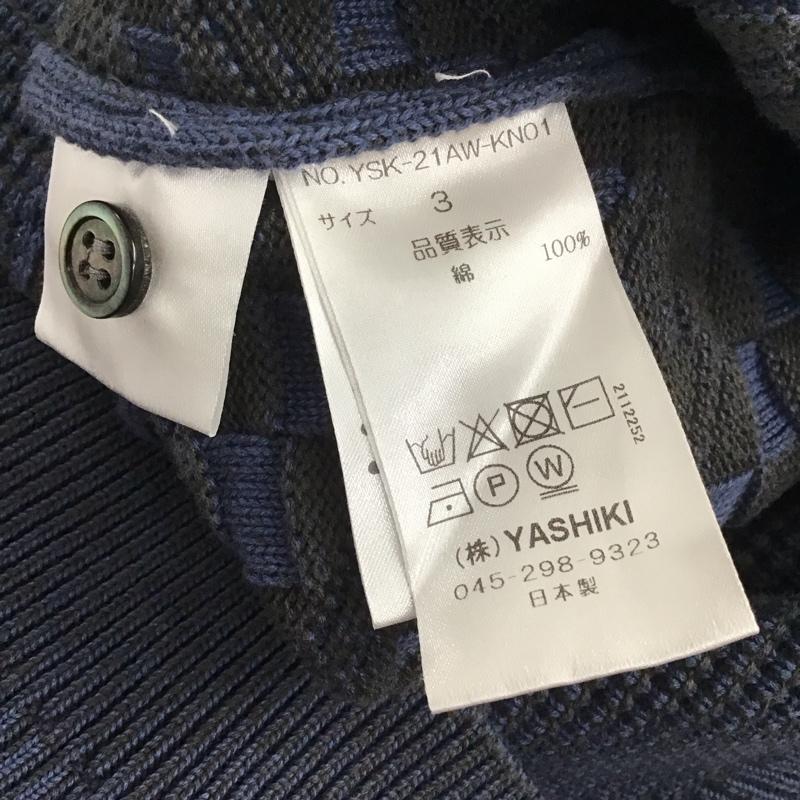 NO. YSK-21AW-KN01
サイズ 3
品質表示
綿 100%
2112252
P W
(株) YASHIKI
045-298-9323
日本製